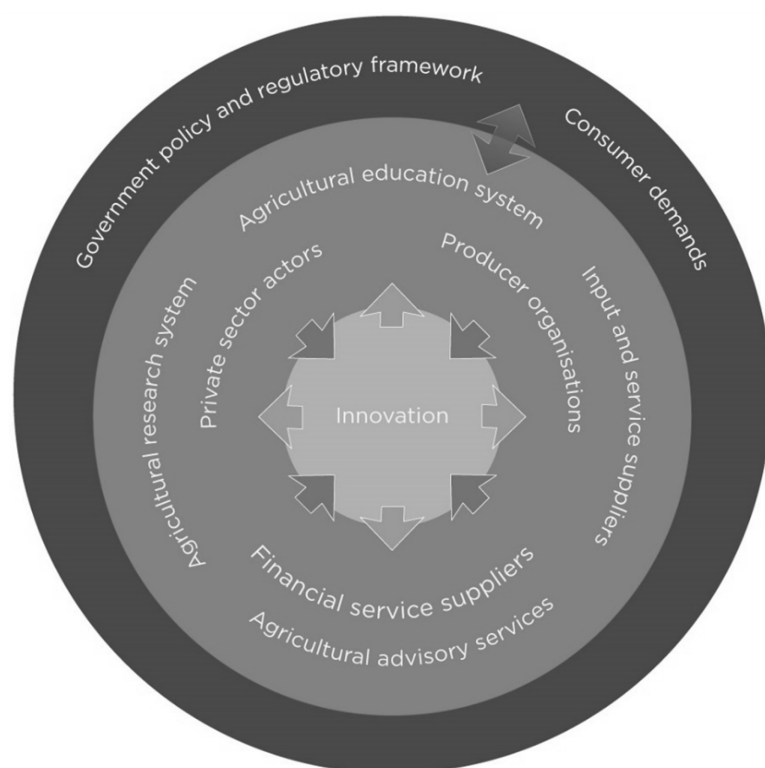 Government policy and regulatory framework
Consumer demands
Agricultural education system
Private sector actors
Producer organisations
Agricultural research system
Input and service suppliers
Innovation
Financial service suppliers
Agricultural advisory services